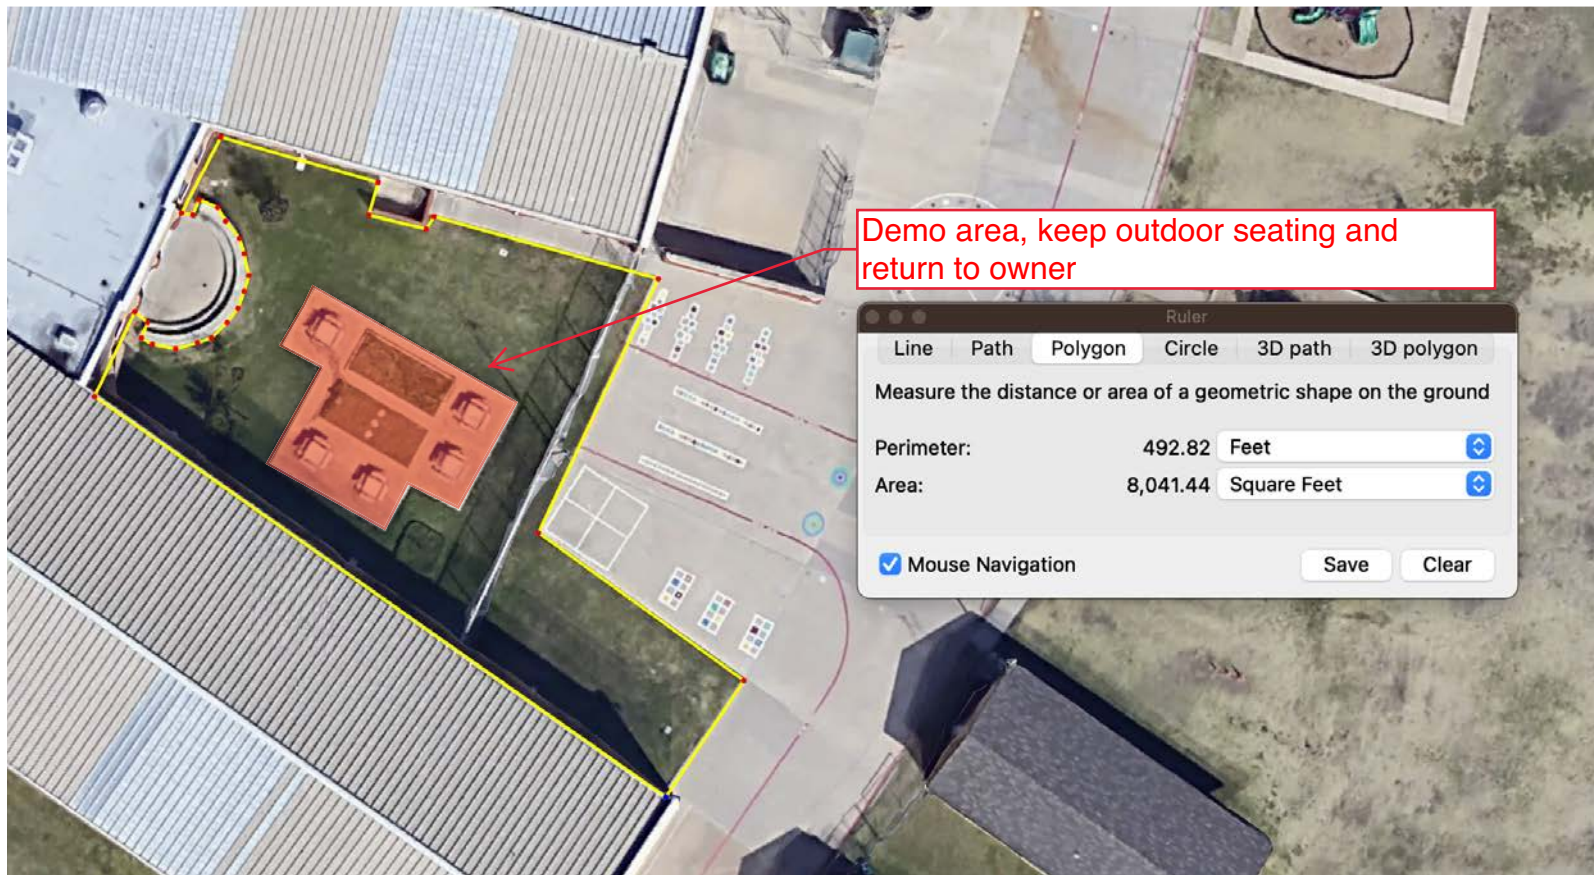 Demo area, keep outdoor seating and
return to owner
Ruler
Line Path Polygon Circle 3D path 3D polygon
Measure the distance or area of a geometric shape on the ground
Perimeter: 492.82 Feet
Area: 8,041.44 Square Feet
Mouse Navigation Save Clear